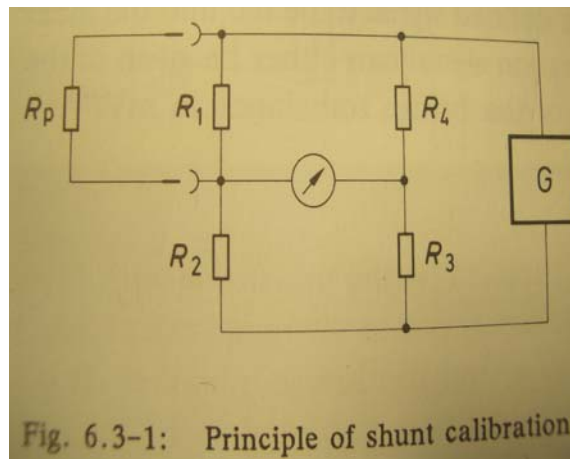 Rp R1 R4
G
R2 R3
Fig. 6.3-1: Principle of shunt calibration